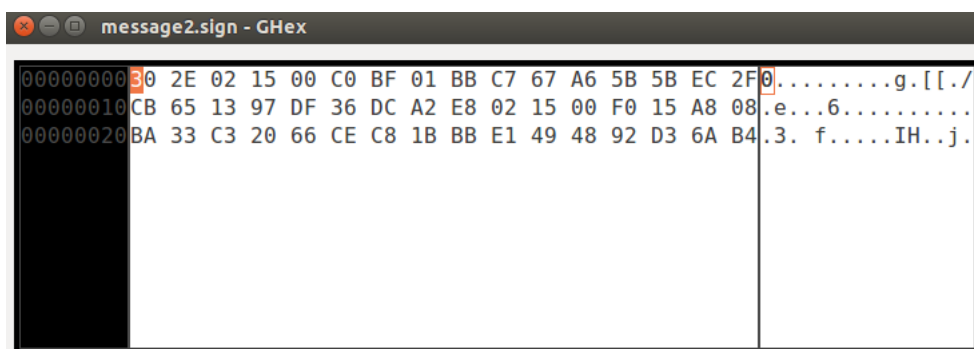 message2.sign - GHex
00000000 30 2E 02 15 00 C0 BF 01 BB C7 67 A6 5B 5B EC 2F 0.........g.[[./
00000010 CB 65 13 97 DF 36 DC A2 E8 02 15 00 F0 15 A8 08 .e...6..........
00000020 BA 33 C3 20 66 CE C8 1B BB E1 49 48 92 D3 6A B4 .3. f.....IH..j.